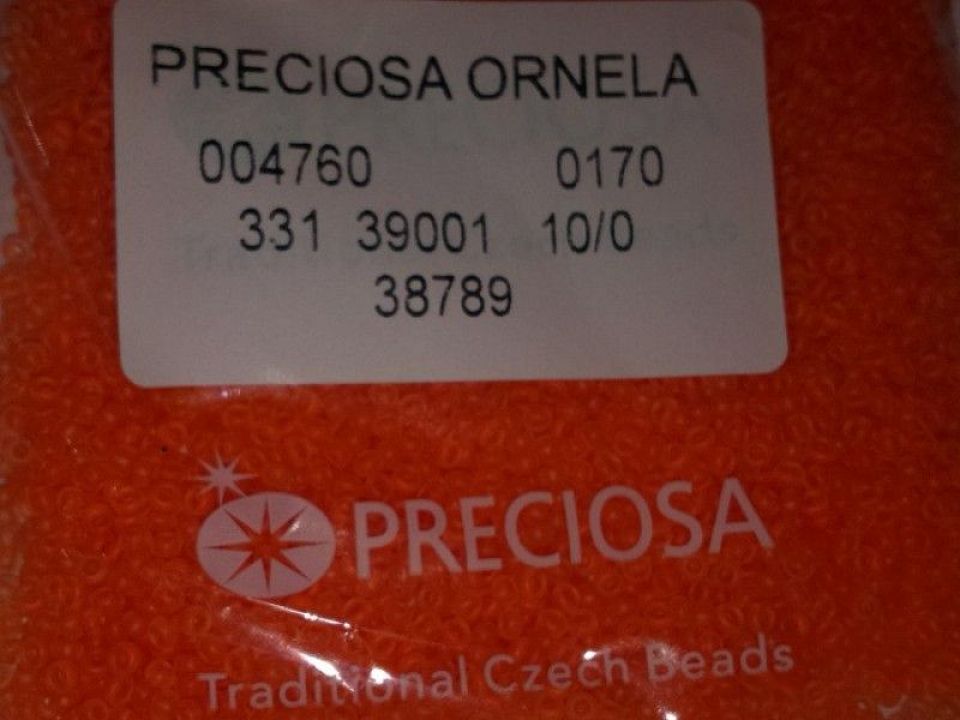 PRECIOSA ORNELA
004760 0170
331 39001 10/0
38789
PRECIOSA
Traditional Czech Beads